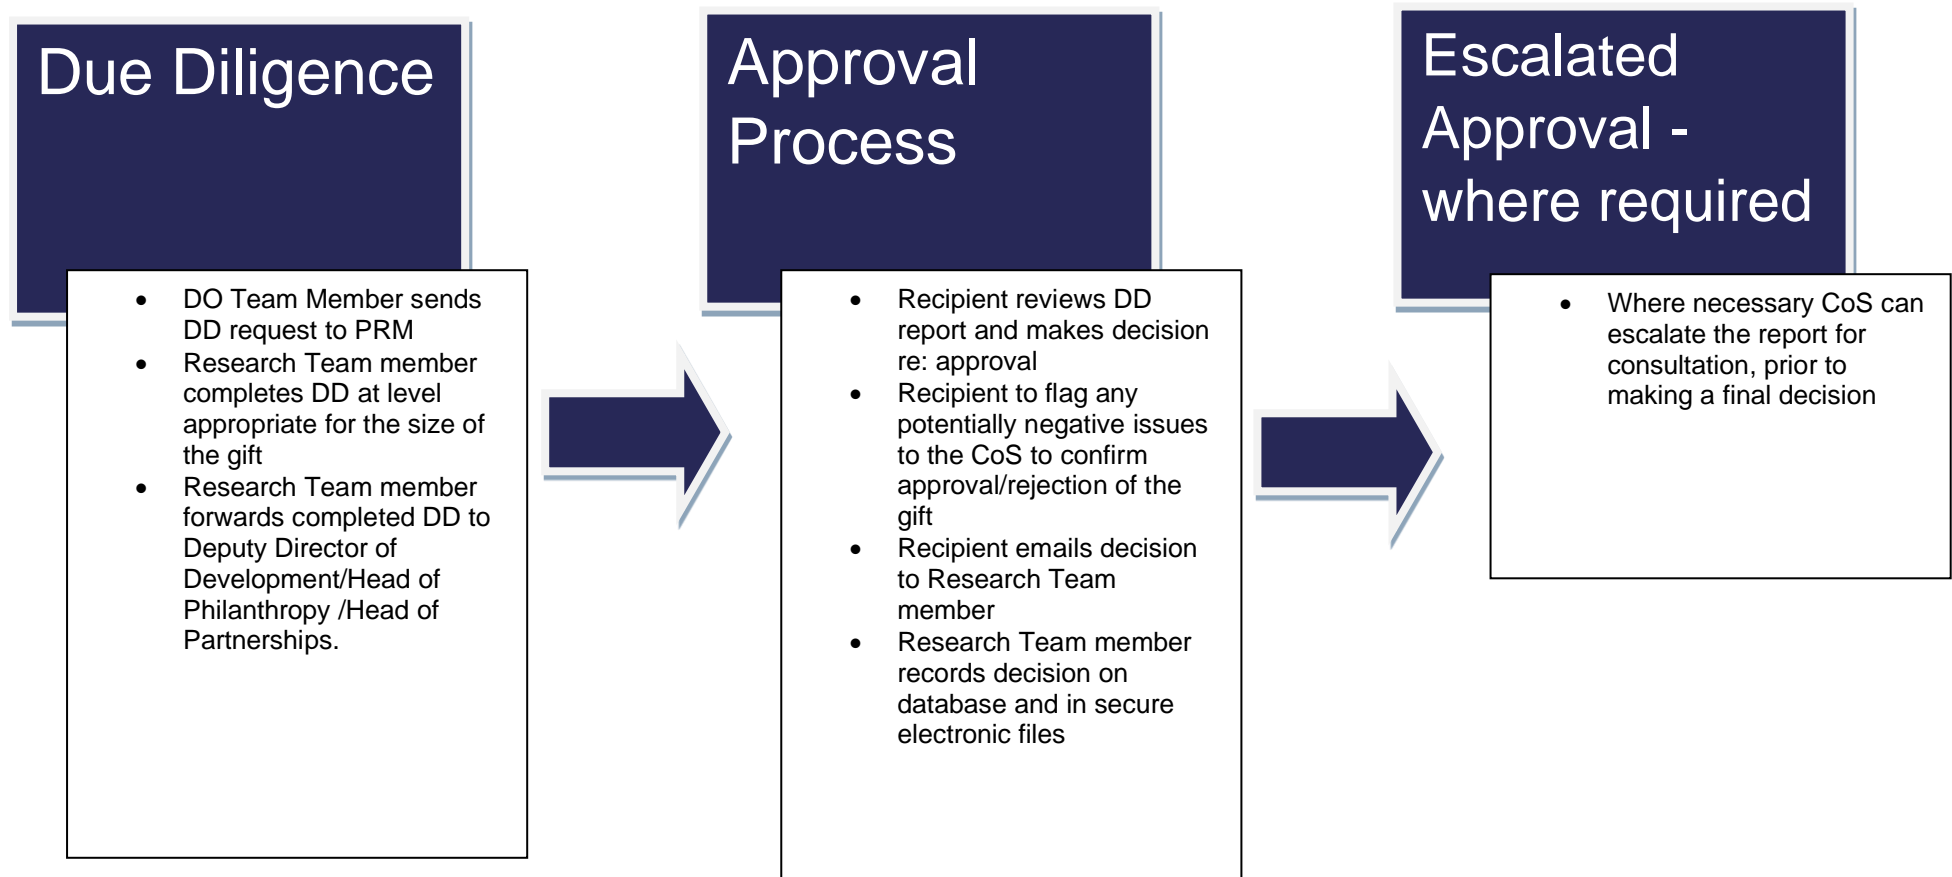 Due Diligence
• DO Team Member sends
DD request to PRM
• Research Team member
completes DD at level
appropriate for the size of
the gift
• Research Team member
forwards completed DD to
Deputy Director of
Development/Head of
Philanthropy /Head of
Partnerships.
Approval
Process
• Recipient reviews DD
report and makes decision
re: approval
• Recipient to flag any
potentially negative issues
to the CoS to confirm
approval/rejection of the
gift
• Recipient emails decision
to Research Team
member
• Research Team member
records decision on
database and in secure
electronic files
Escalated
Approval -
where required
• Where necessary CoS can
escalate the report for
consultation, prior to
making a final decision